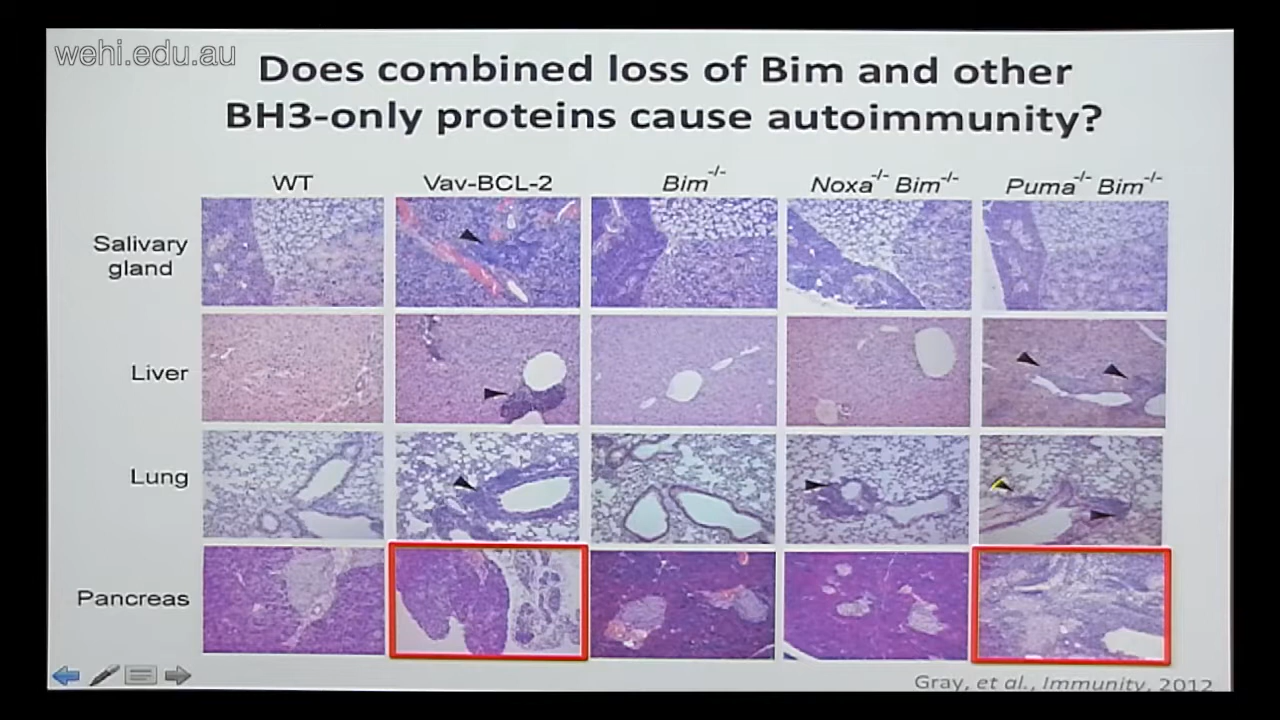 wehi.edu.au
Does combined loss of Bim and other
BH3-only proteins cause autoimmunity?
WT Vav-BCL-2 Bim-/- Noxa-/- Bim-/- Puma-/- Bim-/-
Salivary
gland
Liver
Lung
Pancreas
Gray, et al., Immunity, 2012